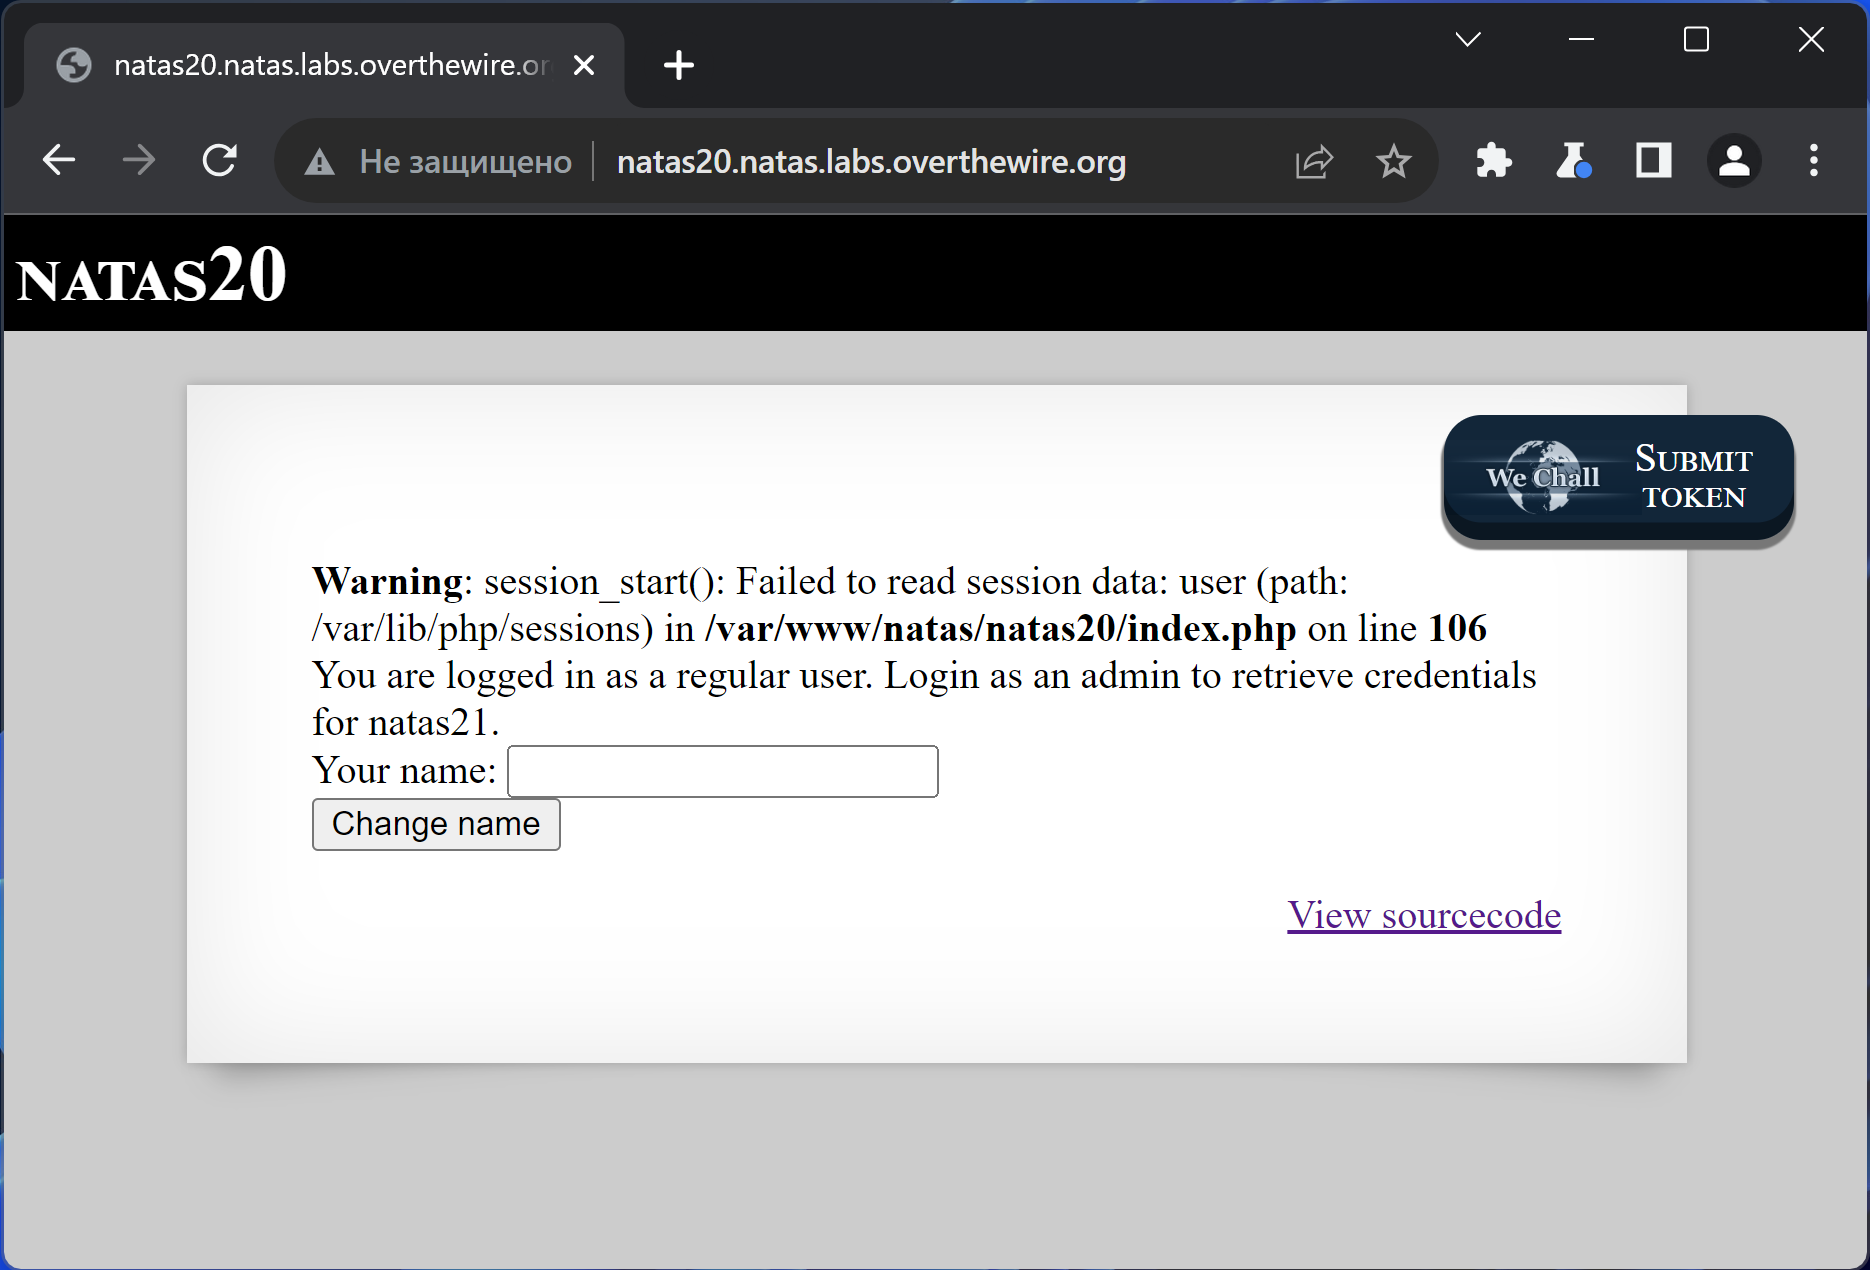 natas20.natas.labs.overthewire.or
Не защищено
natas20.natas.labs.overthewire.org
NATAS20
We Chall
SUBMIT
TOKEN
Warning: session_start(): Failed to read session data: user (path:
/var/lib/php/sessions) in /var/www/natas/natas20/index.php on line 106
You are logged in as a regular user. Login as an admin to retrieve credentials
for natas21.
Your name:
Change name
View sourcecode